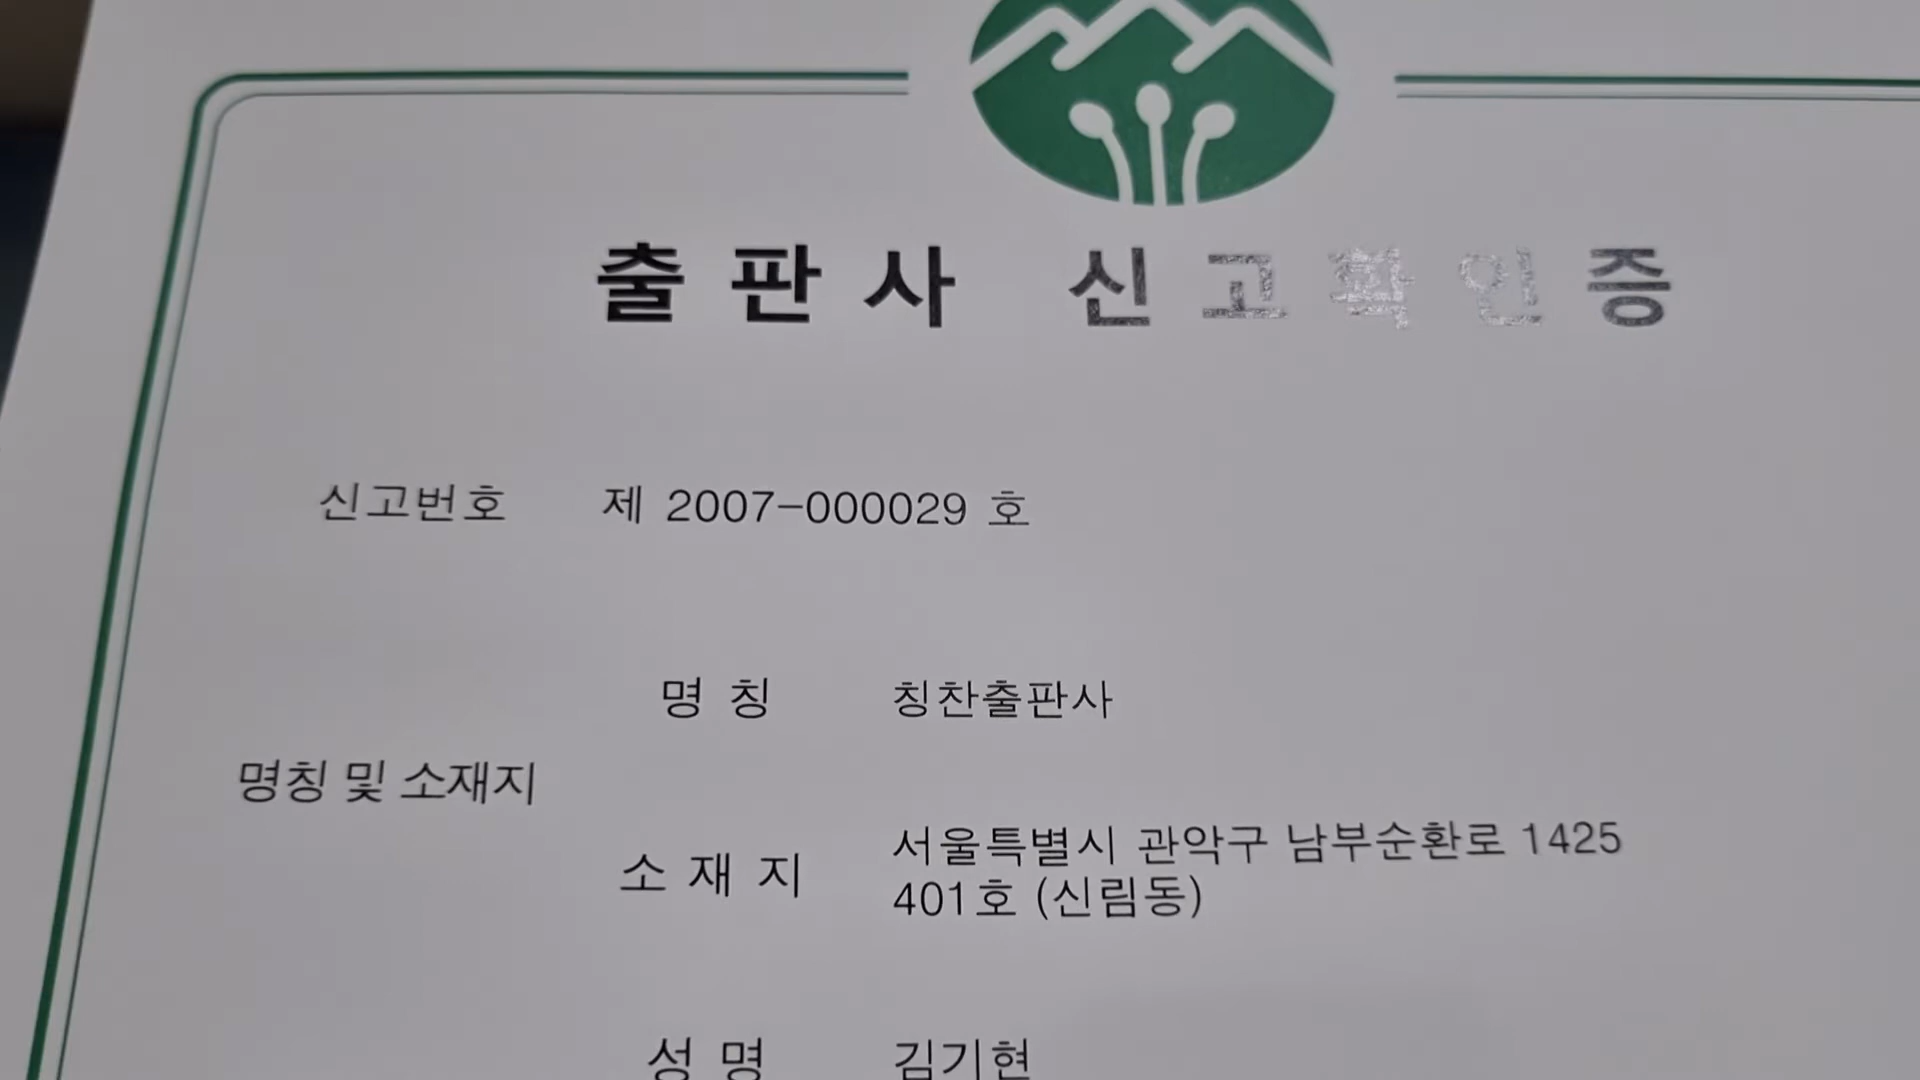 출판사 신고확인증
신고번호 제 2007-000029 호
명 칭 칭찬출판사
명칭 및 소재지
소 재 지 서울특별시 관악구 남부순환로 1425
401호 (신림동)
성 명 김기현